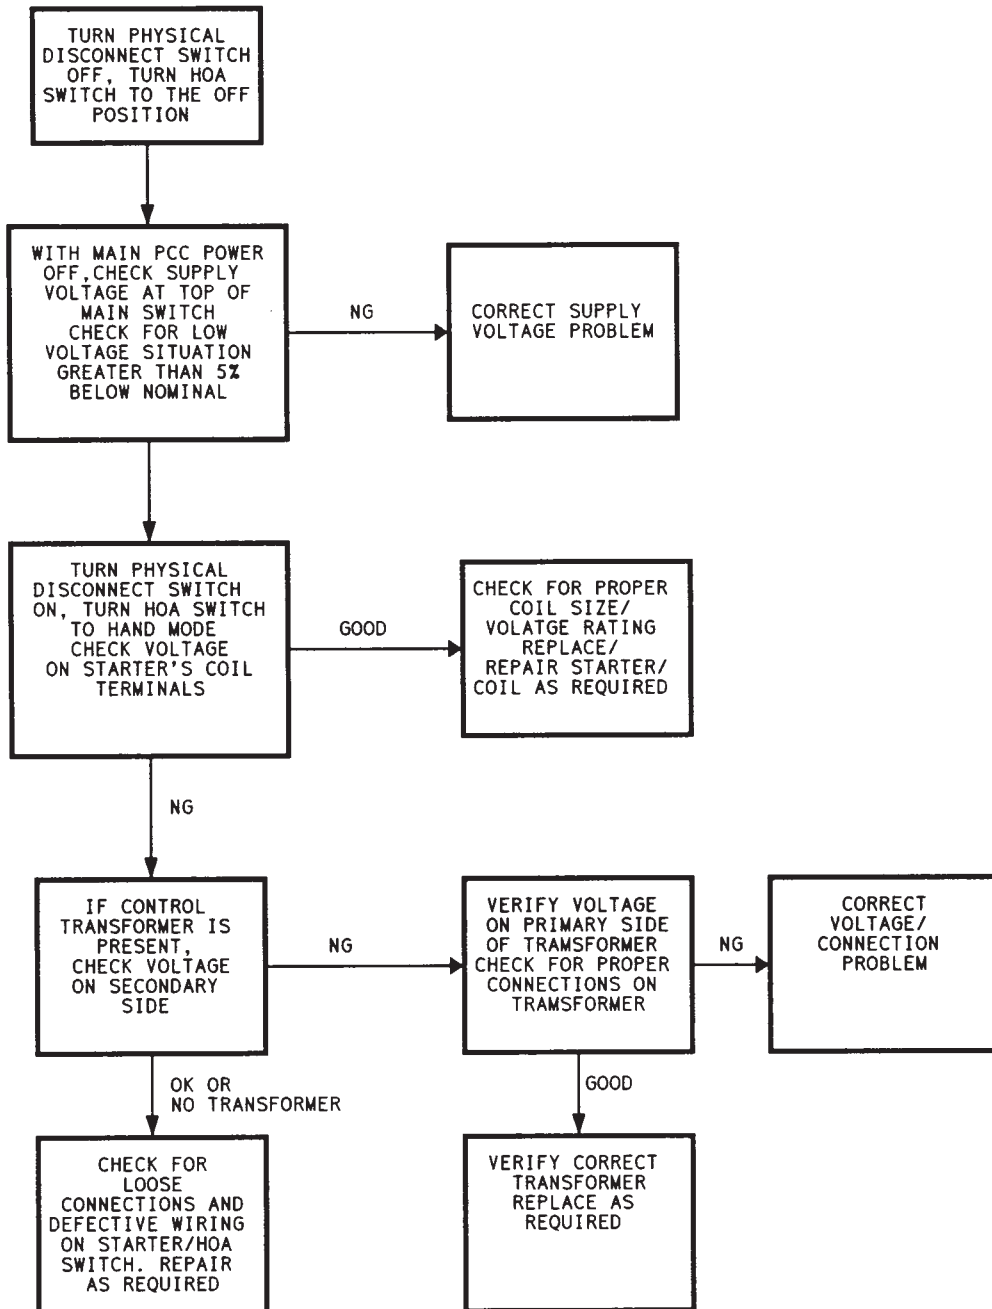 TURN PHYSICAL
DISCONNECT SWITCH
OFF, TURN HOA
SWITCH TO THE OFF
POSITION
WITH MAIN PCC POWER
OFF,CHECK SUPPLY
VOLTAGE AT TOP OF
MAIN SWITCH
CHECK FOR LOW
VOLTAGE SITUATION
GREATER THAN 5%
BELOW NOMINAL
NG
CORRECT SUPPLY
VOLTAGE PROBLEM
TURN PHYSICAL
DISCONNECT SWITCH
ON, TURN HOA SWITCH
TO HAND MODE
CHECK VOLTAGE
ON STARTER'S COIL
TERMINALS
GOOD
CHECK FOR PROPER
COIL SIZE/
VOLATGE RATING
REPLACE/
REPAIR STARTER/
COIL AS REQUIRED
NG
IF CONTROL
TRANSFORMER IS
PRESENT,
CHECK VOLTAGE
ON SECONDARY
SIDE
NG
VERIFY VOLTAGE
ON PRIMARY SIDE
OF TRAMSFORMER
CHECK FOR PROPER
CONNECTIONS ON
TRAMSFORMER
NG
CORRECT
VOLTAGE/
CONNECTION
PROBLEM
OK OR
NO TRANSFORMER
GOOD
CHECK FOR
LOOSE
CONNECTIONS AND
DEFECTIVE WIRING
ON STARTER/HOA
SWITCH. REPAIR
AS REQUIRED
VERIFY CORRECT
TRANSFORMER
REPLACE AS
REQUIRED